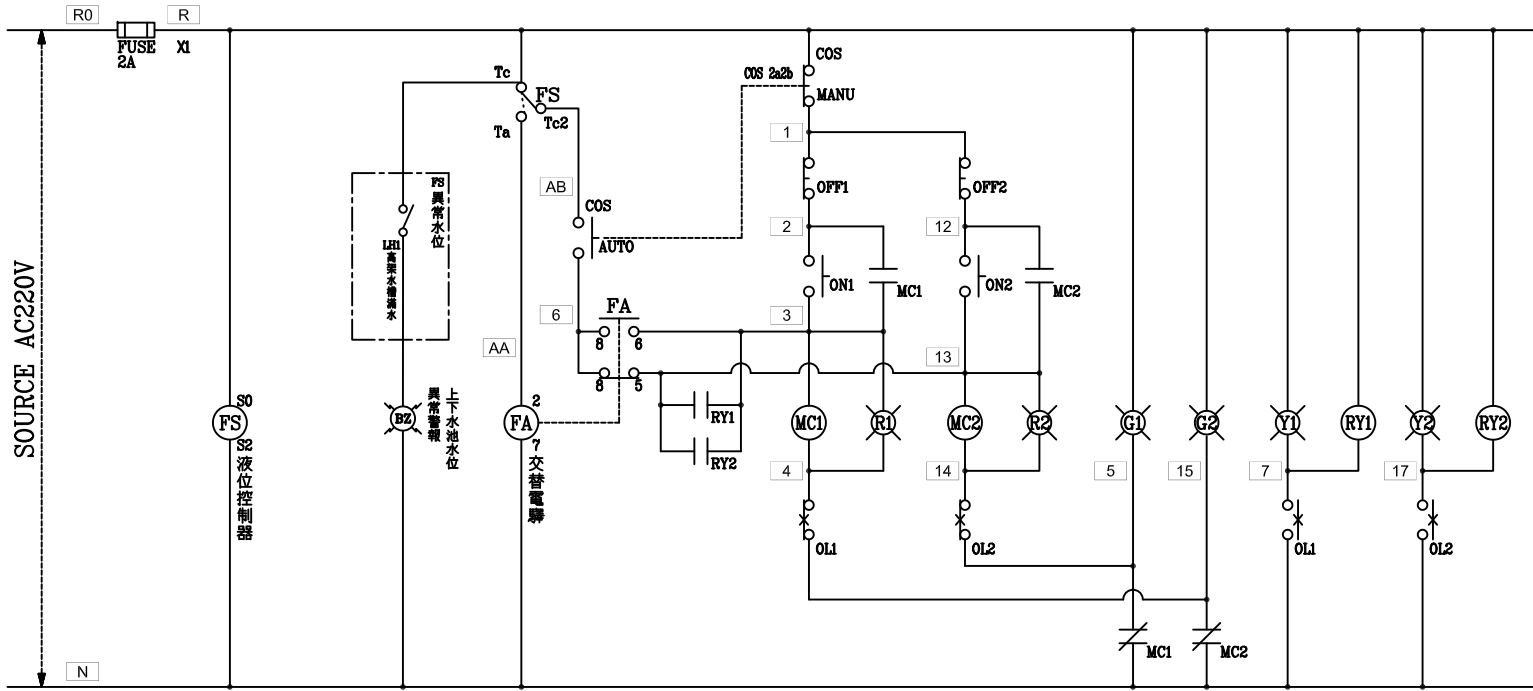 R0
R
FUSE
2A
X1
SOURCE AC220V
N
FS
S0
S2
液位控制器
FS
異常水位
LH1
高架水槽滿水
BZ
上下水池水位
異常警報
Tc
FS
Ta
Tc2
AA
FA
2
7
交替電驛
AB
COS
AUTO
6
FA
8
6
8
5
RY1
RY2
COS
COS 2a2b
MANU
1
OFF1
OFF2
2
12
ON1
MC1
ON2
MC2
3
13
MC1
R1
MC2
R2
4
14
OL1
OL2
G1
G2
5
15
MC1
MC2
Y1
RY1
7
OL1
Y2
RY2
17
OL2